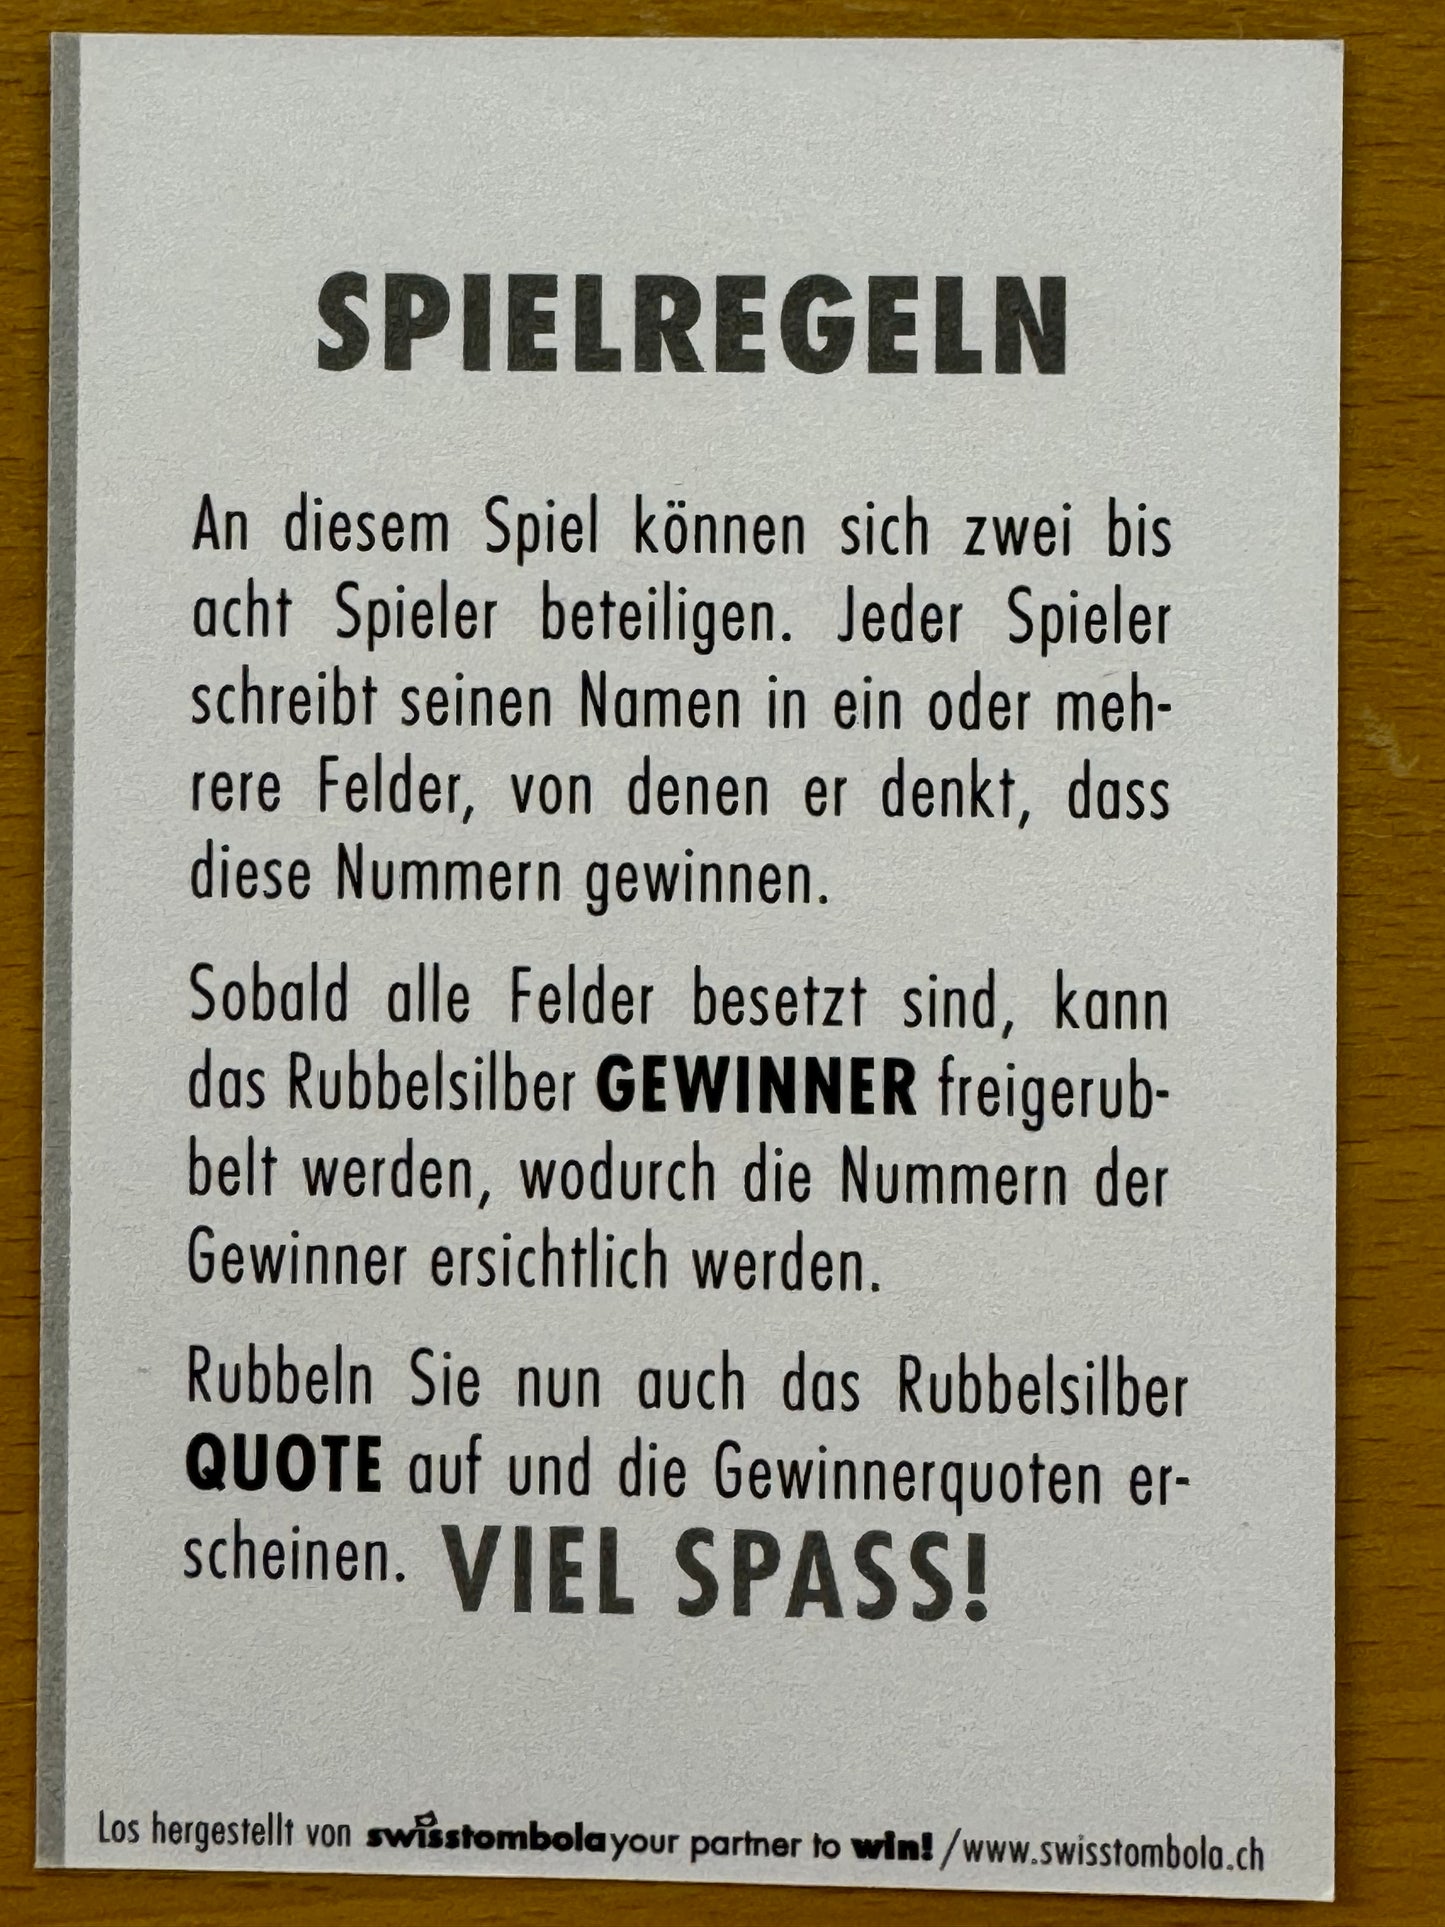 SPIELREGELN
An diesem Spiel können sich zwei bis
acht Spieler beteiligen. Jeder Spieler
schreibt seinen Namen in ein oder meh-
rere Felder, von denen er denkt, dass
diese Nummern gewinnen.
Sobald alle Felder besetzt sind, kann
das Rubbelsilber GEWINNER freigerub-
belt werden, wodurch die Nummern der
Gewinner ersichtlich werden.
Rubbeln Sie nun auch das Rubbelsilber
QUOTE auf und die Gewinnerquoten er-
scheinen. VIEL SPASS!
Los hergestellt von swisstombola your partner to win! /www.swisstombola.ch